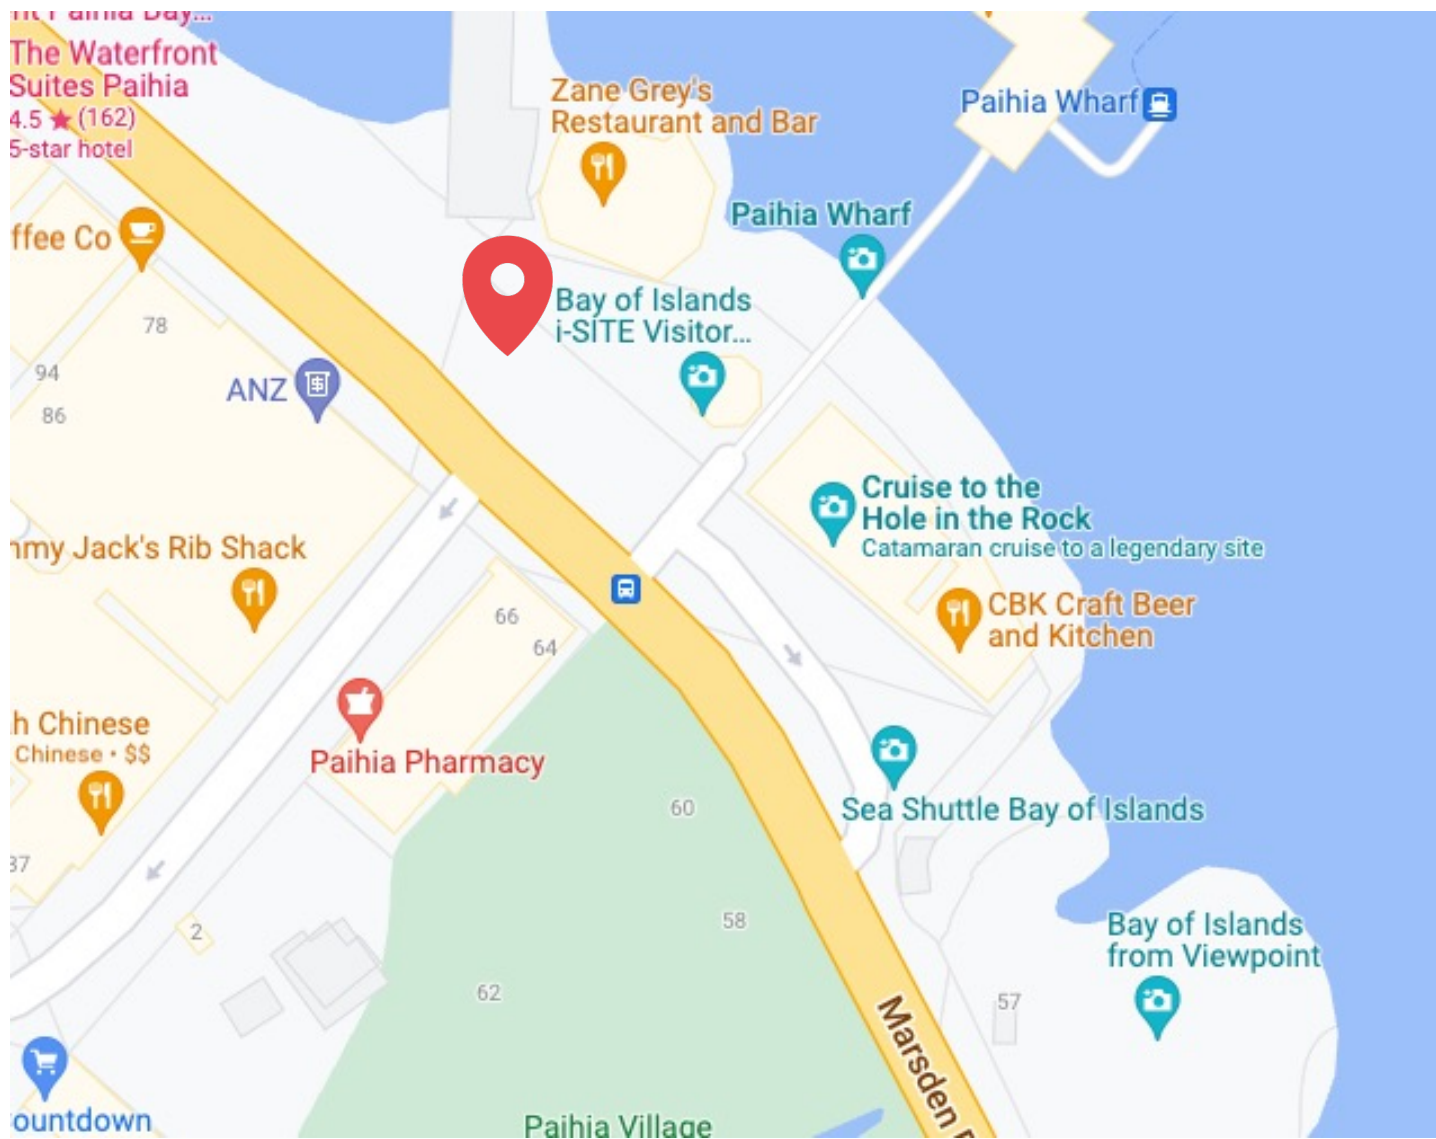 The Waterfront
Suites Paihia
4.5 ★ (162)
5-star hotel
Zane Grey's
Restaurant and Bar
Paihia Wharf
Paihia Wharf
ffee Co
Bay of Islands
i-SITE Visitor...
78
94
86
ANZ
Cruise to the
Hole in the Rock
Catamaran cruise to a legendary site
mmy Jack's Rib Shack
CBK Craft Beer
and Kitchen
66
64
h Chinese
Chinese • $$
Paihia Pharmacy
60
Sea Shuttle Bay of Islands
37
58
2
Bay of Islands
from Viewpoint
62
57
Marsden
ountdown
Paihia Village